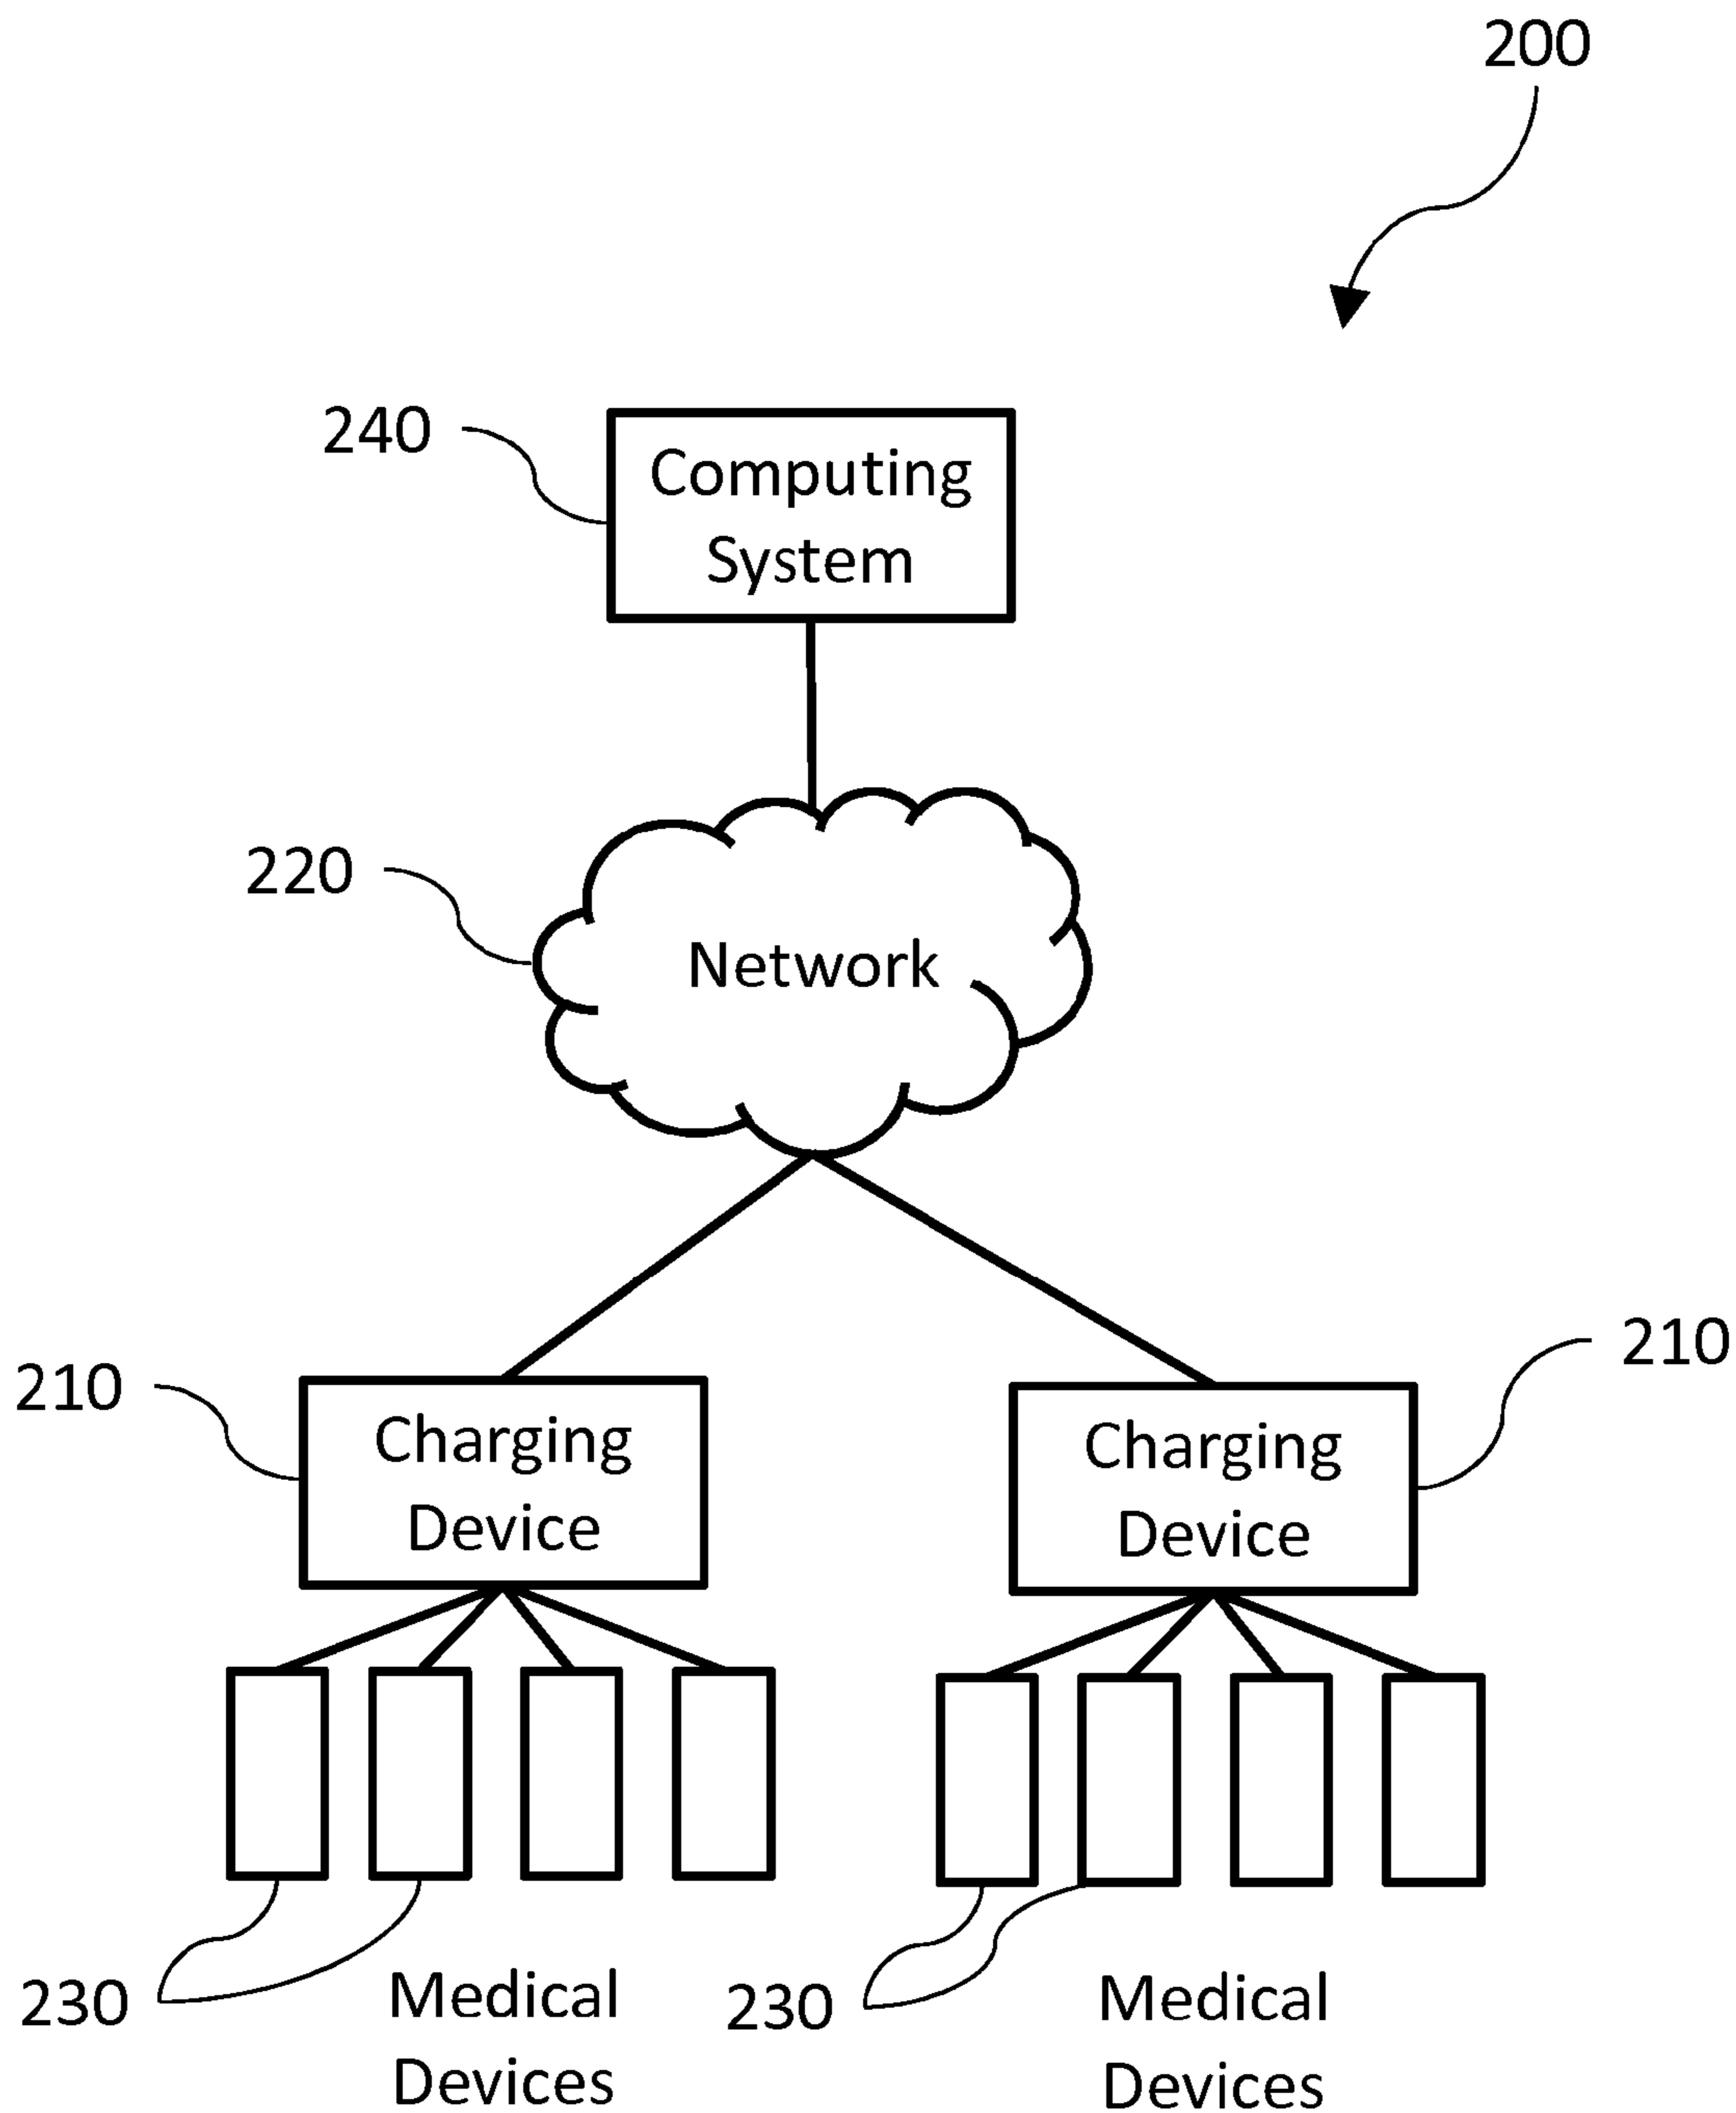 200
240
Computing
System
220
Network
210
Charging
Device
210
Charging
Device
230
Medical
Devices
230
Medical
Devices